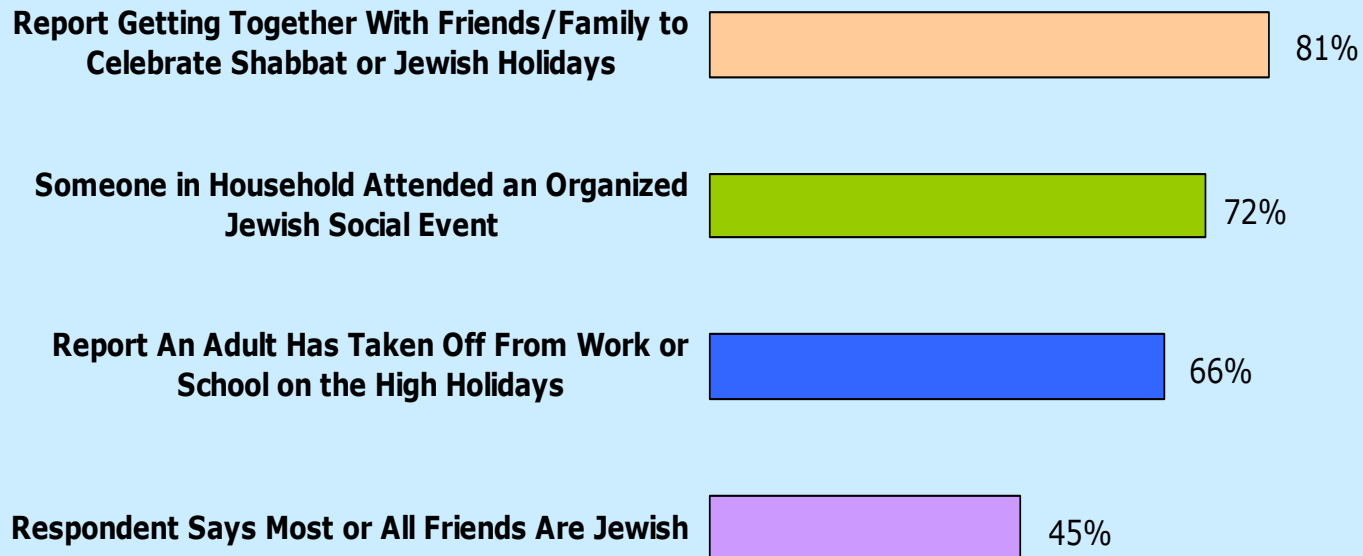 Report Getting Together With Friends/Family to
Celebrate Shabbat or Jewish Holidays
81%
Someone in Household Attended an Organized
Jewish Social Event
72%
Report An Adult Has Taken Off From Work or
School on the High Holidays
66%
Respondent Says Most or All Friends Are Jewish
45%